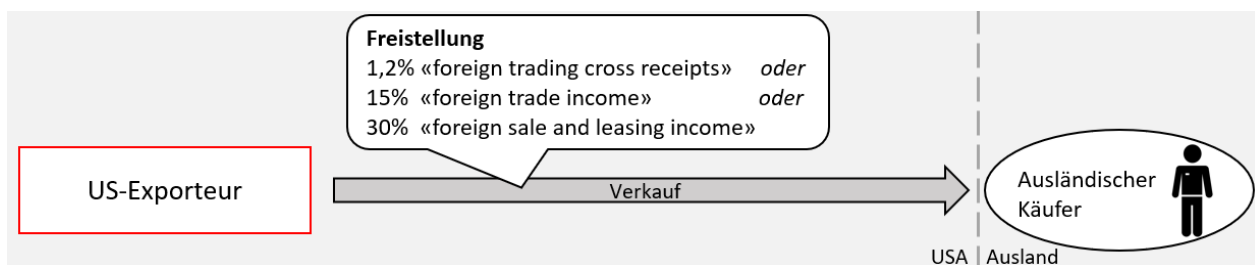 Freistellung
1,2% «foreign trading cross receipts» oder
15% «foreign trade income» oder
30% «foreign sale and leasing income»
US-Exporteur
Verkauf
Ausländischer
Käufer
USA Ausland